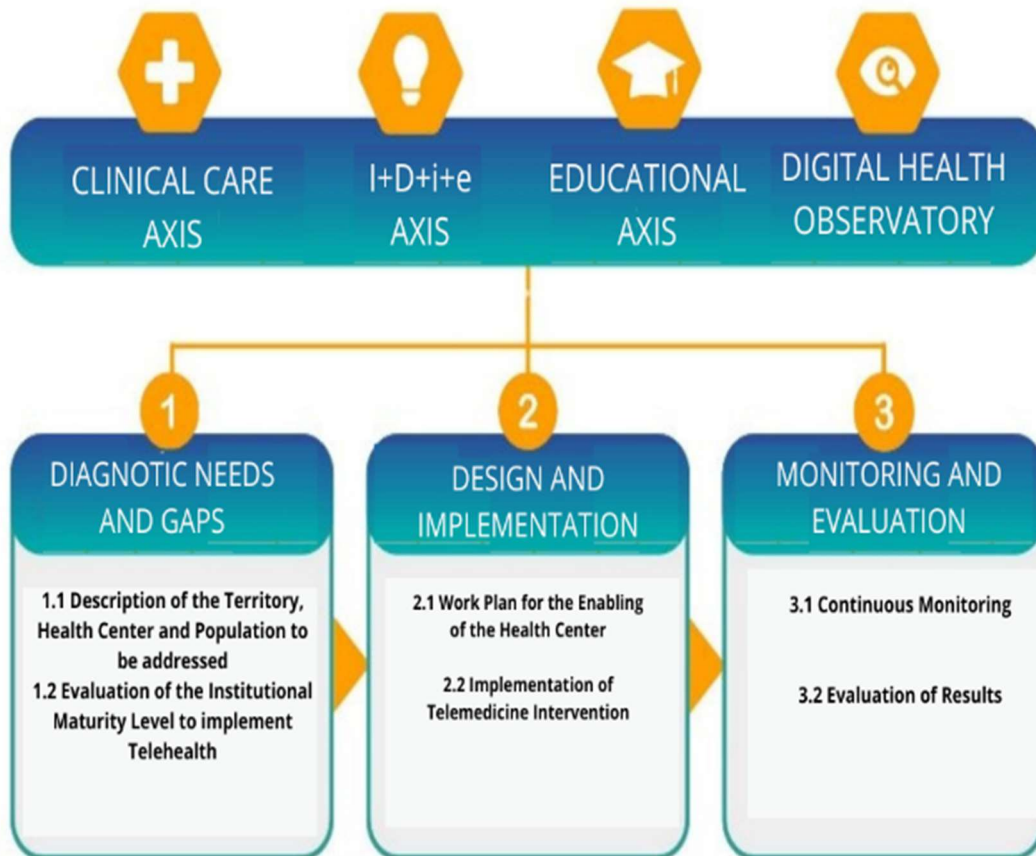 CLINICAL CARE
AXIS
I+D+i+e
AXIS
EDUCATIONAL
AXIS
DIGITAL HEALTH
OBSERVATORY
1
DIAGNOTIC NEEDS
AND GAPS
1.1 Description of the Territory,
Health Center and Population to
be addressed
1.2 Evaluation of the Institutional
Maturity Level to implement
Telehealth
2
DESIGN AND
IMPLEMENTATION
2.1 Work Plan for the Enabling
of the Health Center
2.2 Implementation of
Telemedicine Intervention
3
MONITORING AND
EVALUATION
3.1 Continuous Monitoring
3.2 Evaluation of Results